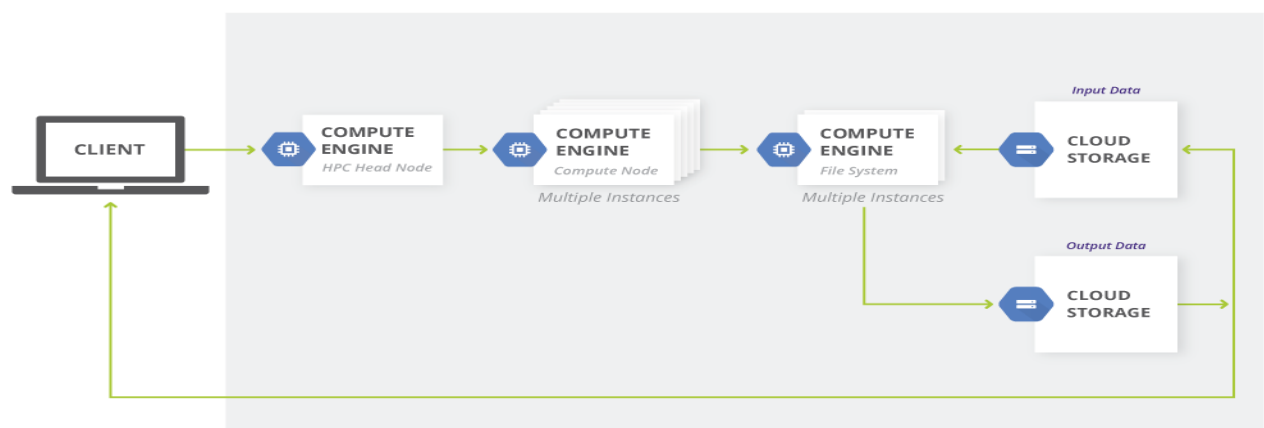 CLIENT
COMPUTE
ENGINE
HPC Head Node
COMPUTE
ENGINE
Compute Node
Multiple Instances
COMPUTE
ENGINE
File System
Multiple Instances
Input Data
CLOUD
STORAGE
Output Data
CLOUD
STORAGE